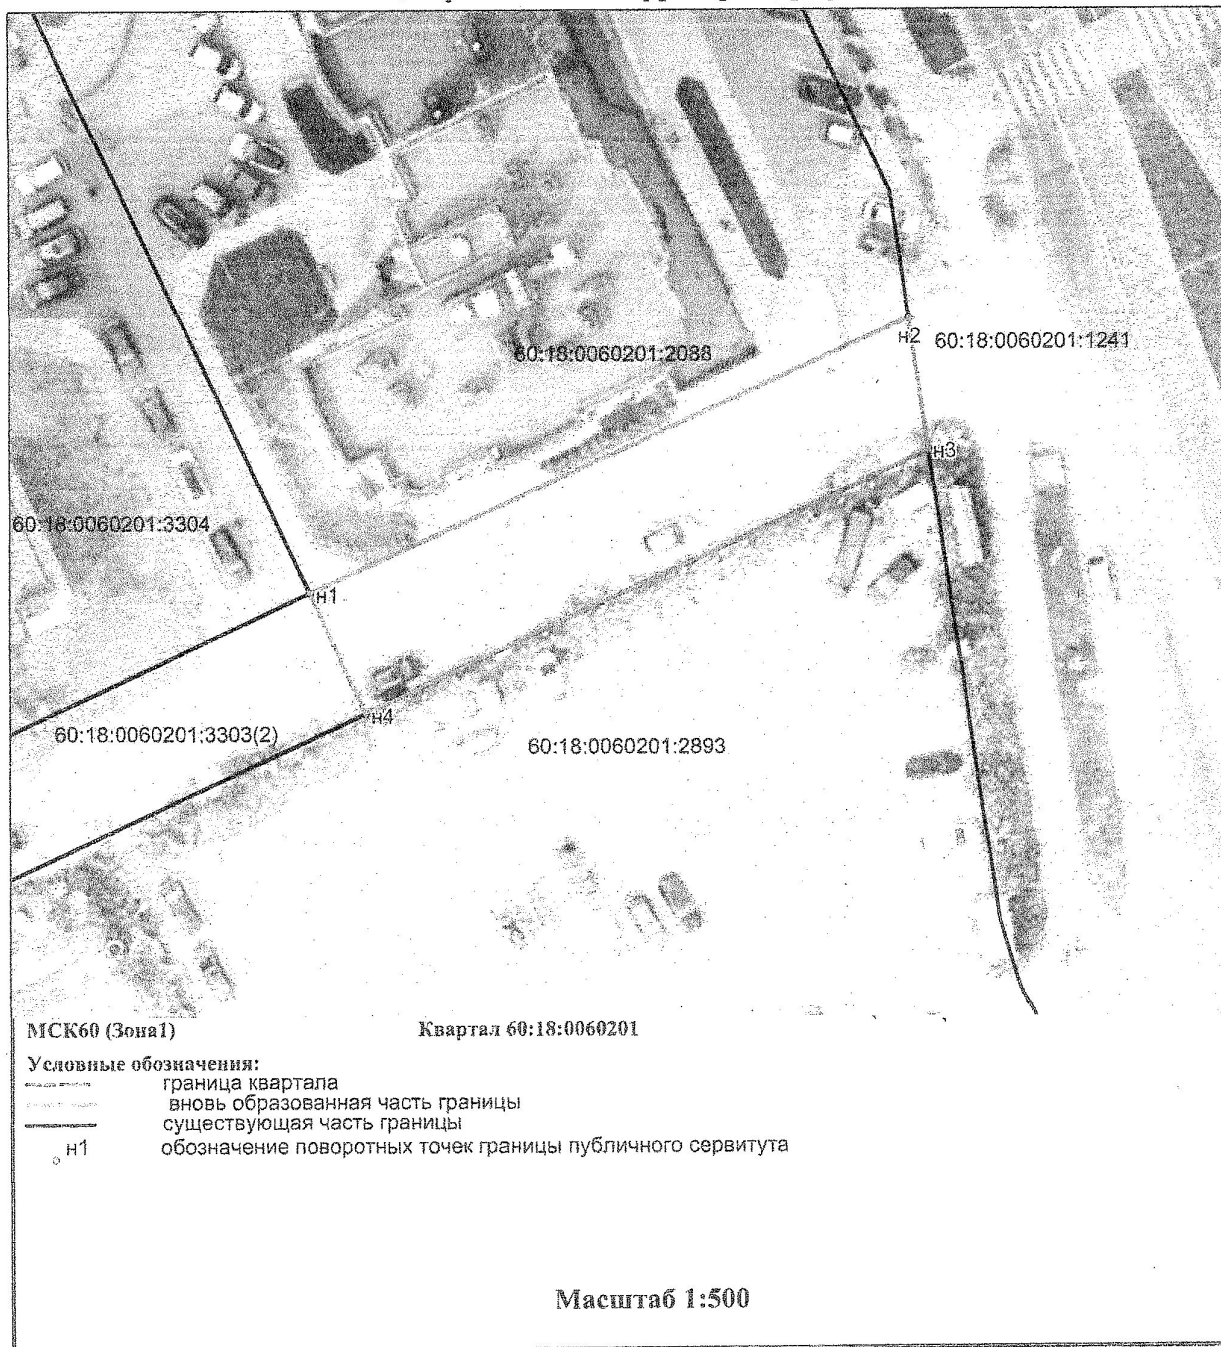 н2 60:18:0060201:1241
60:18:0060201:2088
н3
60:18:0060201:3304
н1
н4
60:18:0060201:3303(2)
60:18:0060201:2893
МСК60 (Зона1) Квартал 60:18:0060201
Условные обозначения:
граница квартала
вновь образованная часть границы
существующая часть границы
н1 обозначение поворотных точек границы публичного сервитута
Масштаб 1:500